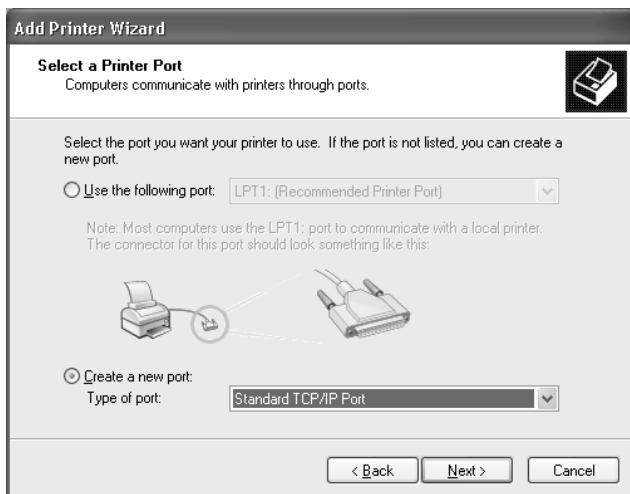 Add Printer Wizard
Select a Printer Port
Computers communicate with printers through ports.
Select the port you want your printer to use. If the port is not listed, you can create a
new port.
Use the following port: LPT1: (Recommended Printer Port)
Note: Most computers use the LPT1: port to communicate with a local printer.
The connector for this port should look something like this:
Create a new port:
Type of port: Standard TCP/IP Port
< Back Next > Cancel